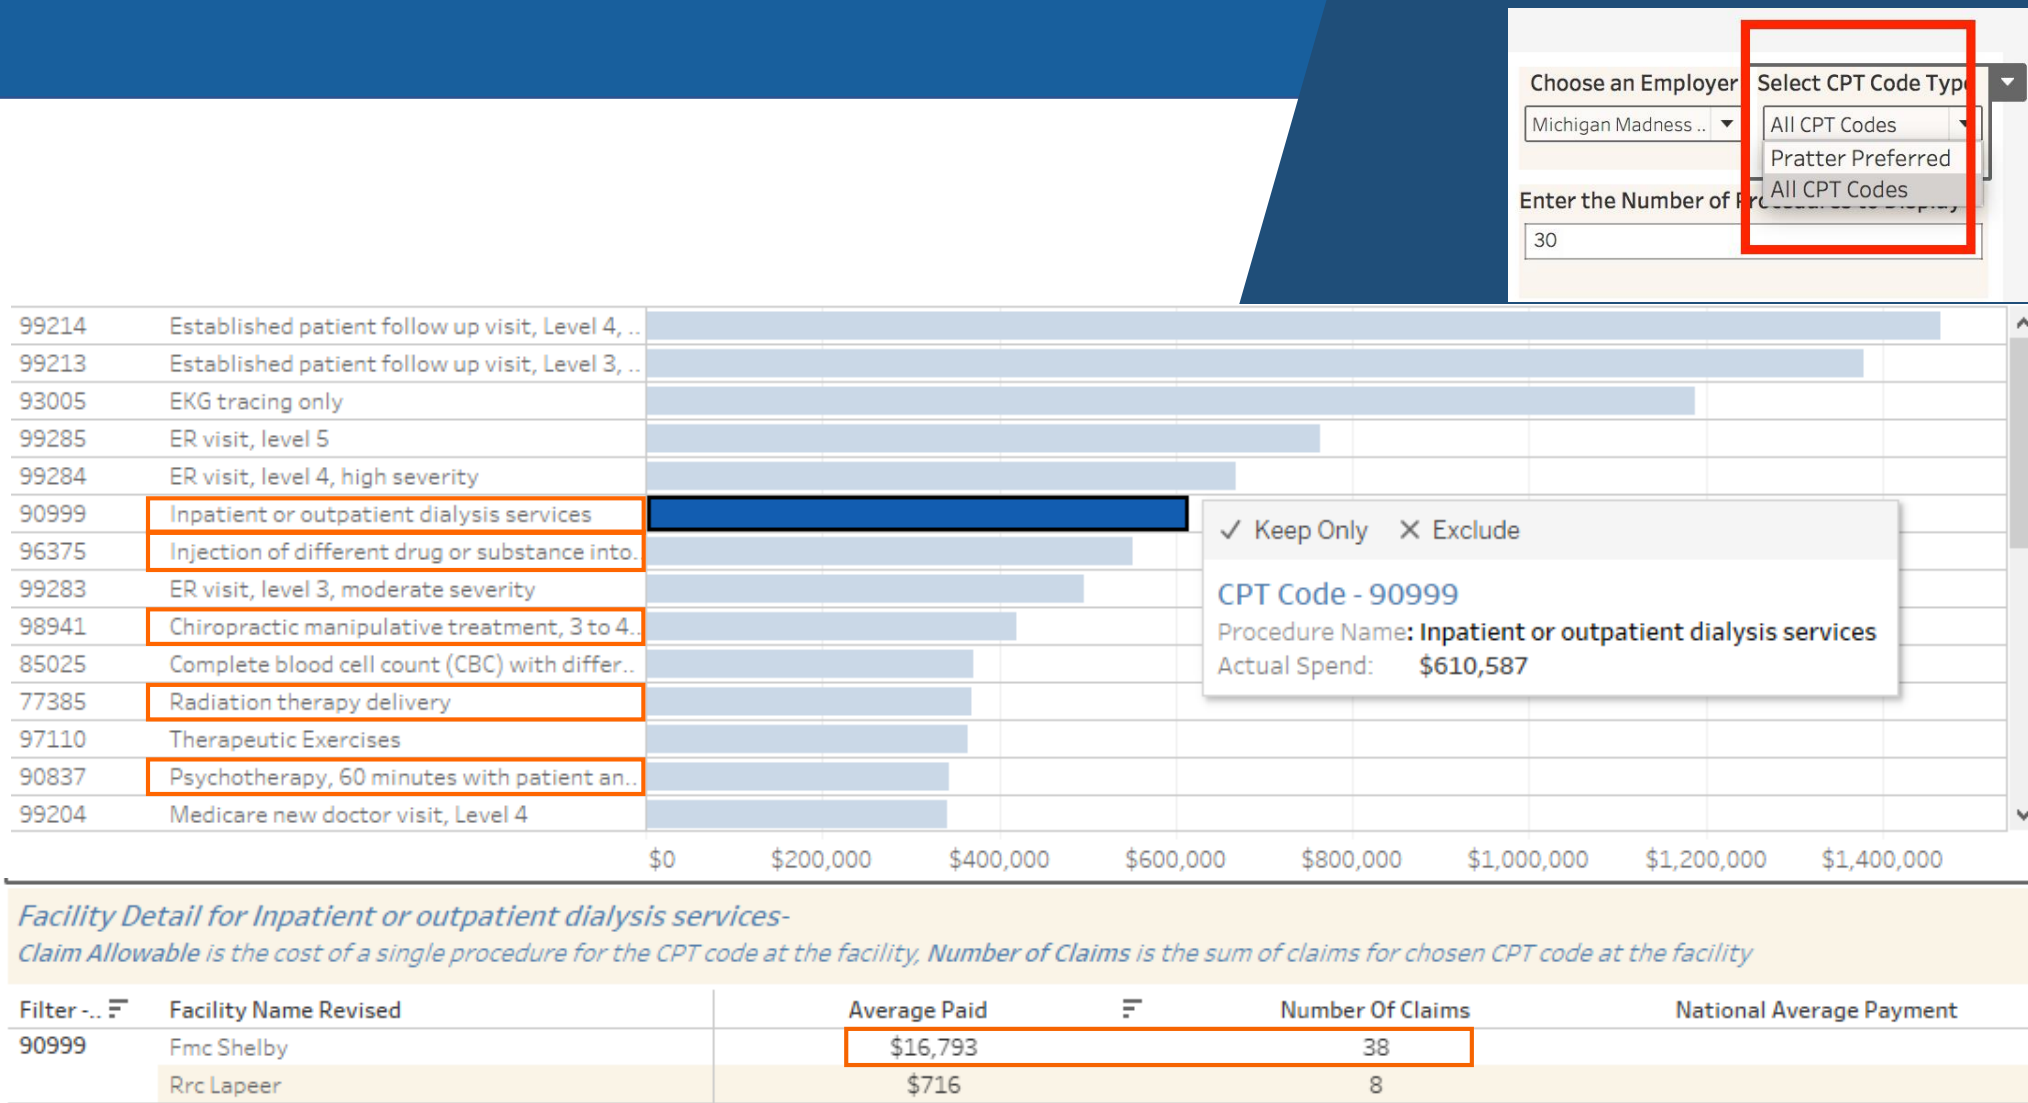 Choose an Employer Select CPT Code Type
Michigan Madness .. All CPT Codes
Pratter Preferred
All CPT Codes
Enter the Number of Procedures to Display
30
99214 Established patient follow up visit, Level 4, ..
99213 Established patient follow up visit, Level 3, ..
93005 EKG tracing only
99285 ER visit, level 5
99284 ER visit, level 4, high severity
90999 Inpatient or outpatient dialysis services
96375 Injection of different drug or substance into..
99283 ER visit, level 3, moderate severity
98941 Chiropractic manipulative treatment, 3 to 4..
85025 Complete blood cell count (CBC) with differ..
77385 Radiation therapy delivery
97110 Therapeutic Exercises
90837 Psychotherapy, 60 minutes with patient an..
99204 Medicare new doctor visit, Level 4
Keep Only Exclude
CPT Code - 90999
Procedure Name: Inpatient or outpatient dialysis services
Actual Spend: $610,587
$0 $200,000 $400,000 $600,000 $800,000 $1,000,000 $1,200,000 $1,400,000
Facility Detail for Inpatient or outpatient dialysis services-
Claim Allowable is the cost of a single procedure for the CPT code at the facility, Number of Claims is the sum of claims for chosen CPT code at the facility
Filter -.. Facility Name Revised Average Paid Number Of Claims National Average Payment
90999 Fmc Shelby $16,793 38
Rrc Lapeer $716 8